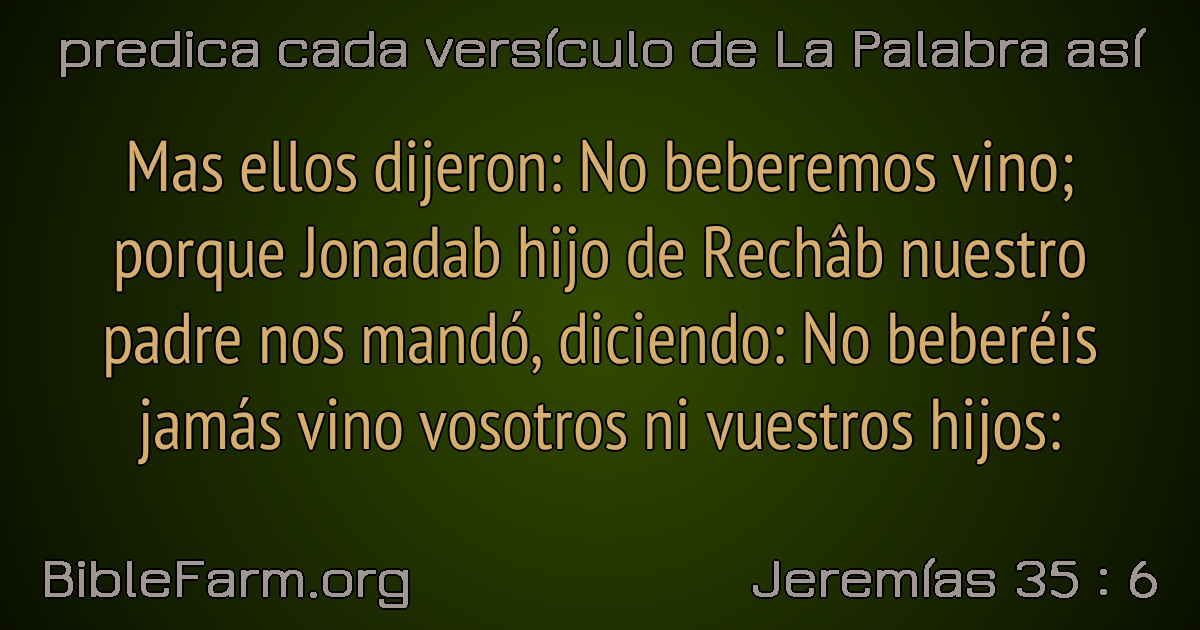 predica cada versículo de La Palabra así
Mas ellos dijeron: No beberemos vino;
porque Jonadab hijo de Rechâb nuestro
padre nos mandó, diciendo: No beberéis
jamás vino vosotros ni vuestros hijos:
BibleFarm.org
Jeremías 35 : 6